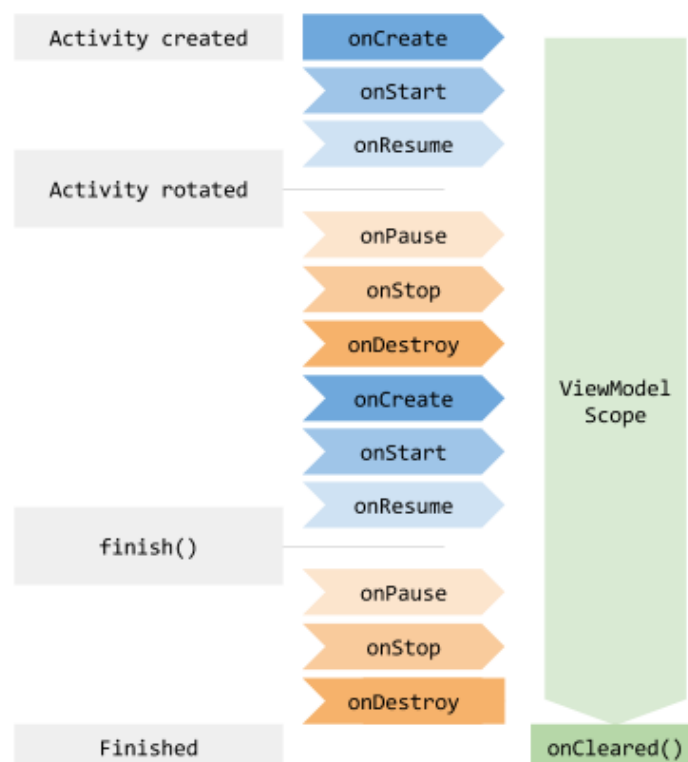 Activity created
onCreate
onStart
onResume
Activity rotated
onPause
onStop
onDestroy
onCreate
onStart
onResume
finish()
onPause
onStop
onDestroy
Finished
ViewModel
Scope
onCleared()